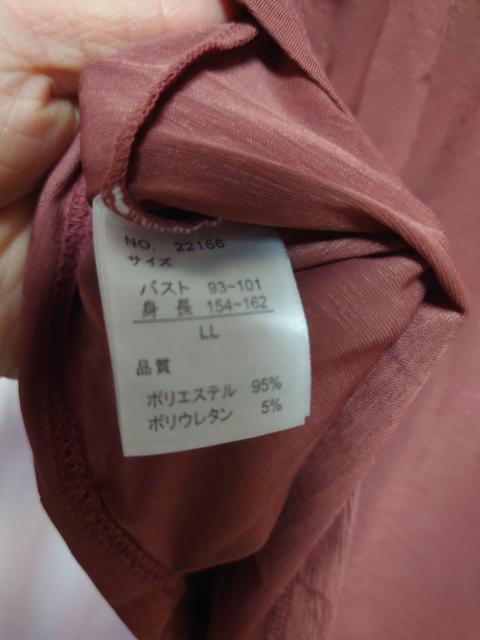 NO. 22166
サイズ
バスト 93~101
身長 154~162
LL
品質
ポリエステル 95%
ポリウレタン 5%